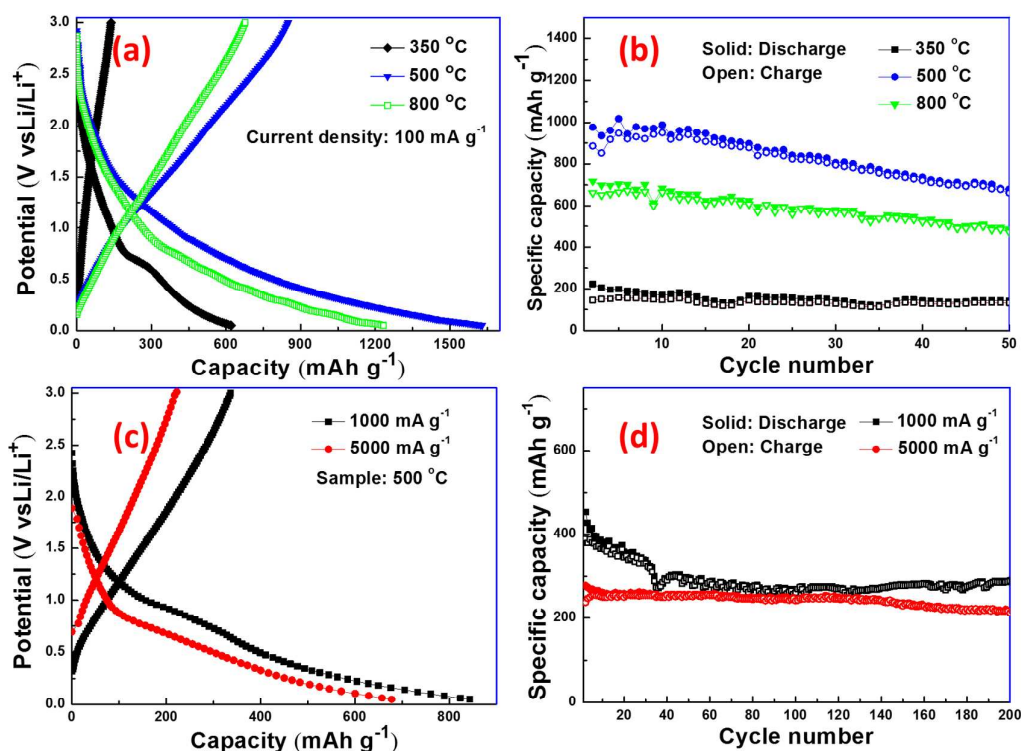 (a)
350 °C
500 °C
800 °C
Current density: 100 mA g⁻¹
Potential (V vsLi/Li⁺)
3.0
2.5
2.0
1.5
1.0
0.5
0.0
0 300 600 900 1200 1500
Capacity (mAh g⁻¹)
(b)
Solid: Discharge
Open: Charge
350 °C
500 °C
800 °C
Specific capacity (mAh g⁻¹)
1400
1200
1000
800
600
400
200
0
10 20 30 40 50
Cycle number
(c)
1000 mA g⁻¹
5000 mA g⁻¹
Sample: 500 °C
Potential (V vsLi/Li⁺)
3.0
2.5
2.0
1.5
1.0
0.5
0.0
0 200 400 600 800
Capacity (mAh g⁻¹)
(d)
Solid: Discharge
Open: Charge
1000 mA g⁻¹
5000 mA g⁻¹
Specific capacity (mAh g⁻¹)
600
400
200
0
20 40 60 80 100 120 140 160 180 200
Cycle number